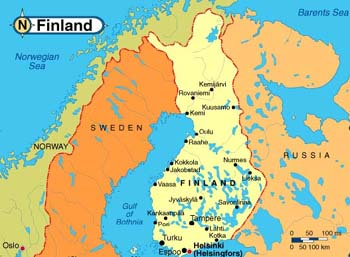 N Finland
Barents Sea
Norwegian
Sea
Kemijärvi
Rovaniemi
Kuusamo
Kemi
SWEDEN
Oulu
Raahe
NORWAY
RUSSIA
Kokkola
Jakobstad
Nurmes
Lieksa
Vaasa
FINLAND
Jyväskylä
Savonlinna
Gulf
of
Bothnia
Kankaanpää
Pori
Tampere
Lahti
Kotka
Turku
Oslo
Espoo
Helsinki
(Helsingfors)
0 50 100 km
0 50 100 mi